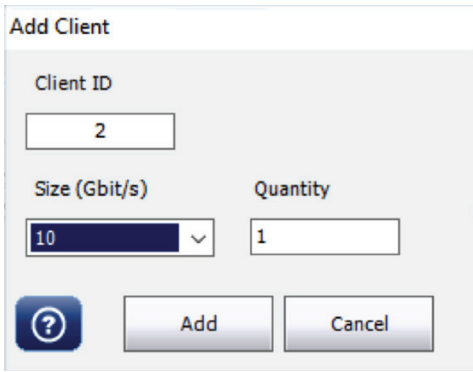 Add Client
Client ID
2
Size (Gbit/s) Quantity
10 1
? Add Cancel